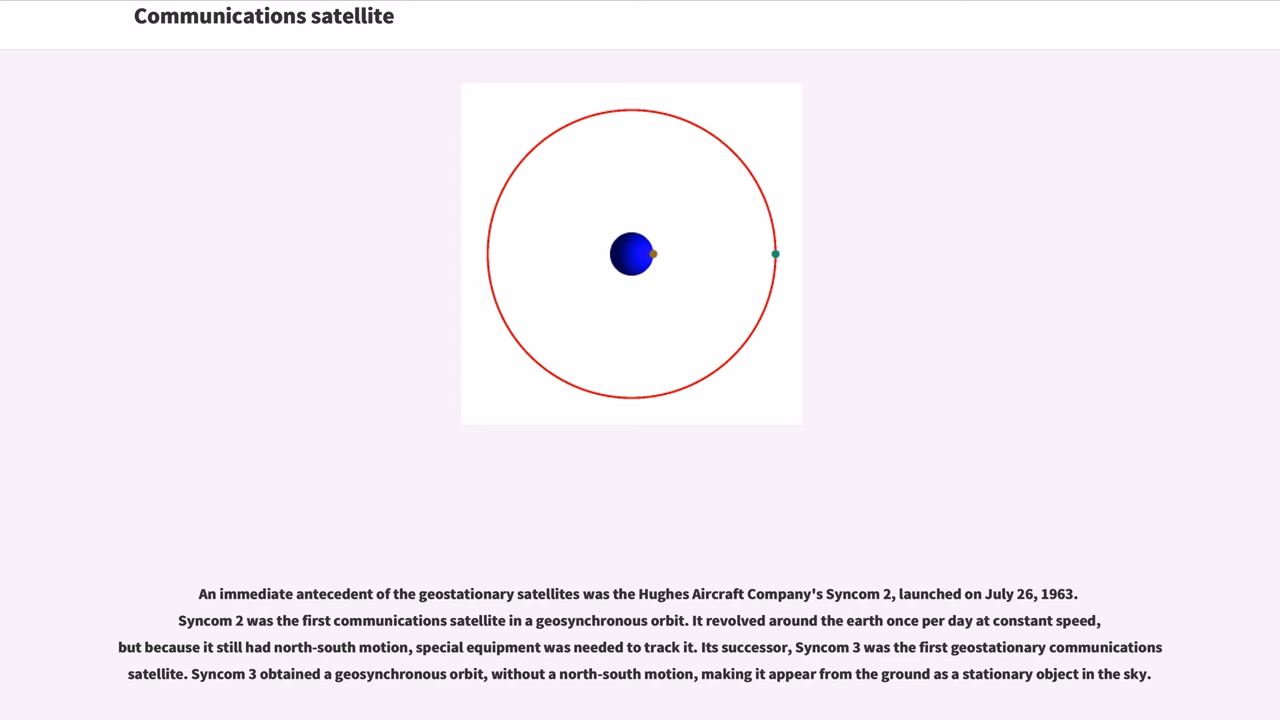 Communications satellite
An immediate antecedent of the geostationary satellites was the Hughes Aircraft Company's Syncom 2, launched on July 26, 1963.
Syncom 2 was the first communications satellite in a geosynchronous orbit. It revolved around the earth once per day at constant speed,
but because it still had north-south motion, special equipment was needed to track it. Its successor, Syncom 3 was the first geostationary communications
satellite. Syncom 3 obtained a geosynchronous orbit, without a north-south motion, making it appear from the ground as a stationary object in the sky.